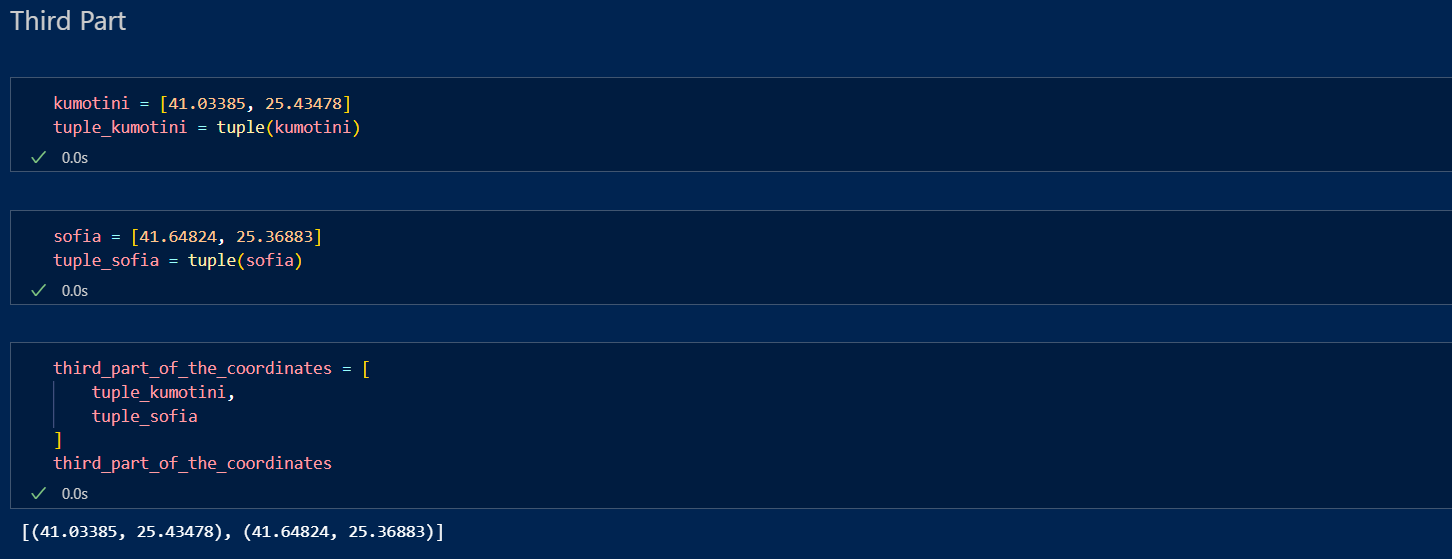 Third Part
kumotini = [41.03385, 25.43478]
tuple_kumotini = tuple(kumotini)
0.0s
sofia = [41.64824, 25.36883]
tuple_sofia = tuple(sofia)
0.0s
third_part_of_the_coordinates = [
    tuple_kumotini,
    tuple_sofia
]
third_part_of_the_coordinates
0.0s
[(41.03385, 25.43478), (41.64824, 25.36883)]